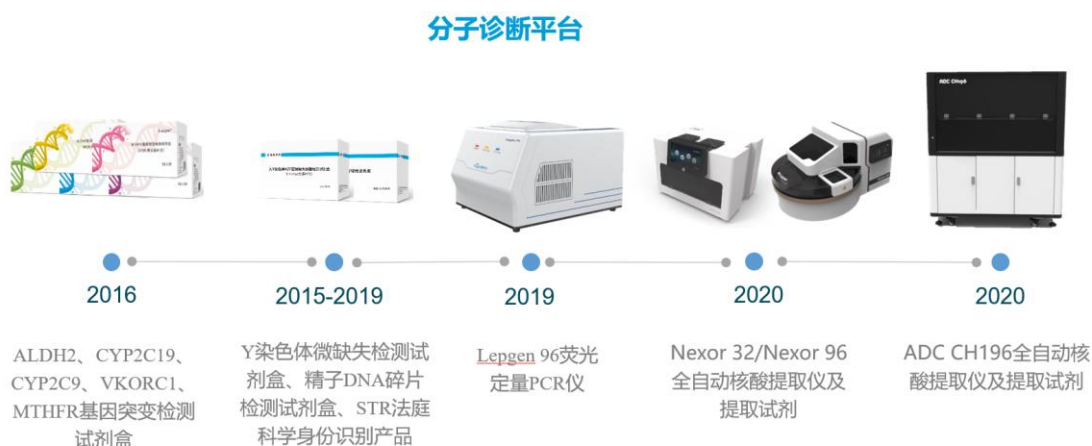 分子诊断平台
ADC CH196
2016
2015-2019
2019
2020
2020
ALDH2、CYP2C19、
CYP2C9、VKORC1、
MTHFR基因突变检测
试剂盒
Y染色体微缺失检测试
剂盒、精子DNA碎片
检测试剂盒、STR法庭
科学身份识别产品
Lepgen 96荧光
定量PCR仪
Nexor 32/Nexor 96
全自动核酸提取仪及
提取试剂
ADC CH196全自动核
酸提取仪及提取试剂